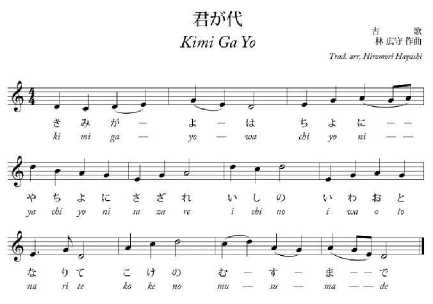 君が代
Kimi Ga Yo
古 歌
林 広守 作曲
Trad. arr. Hiromori Hayashi
4
4
き み が – – よ – は ち よ に – –
ki mi ga – – yo – wa chi yo ni – –
や ち よ に さ ざ れ い し の い わ お と
ya chi yo ni sa za re i shi no i wa o to
な り て こ け の む – す – ま – で
na ri te ko ke no mu – su – ma – de